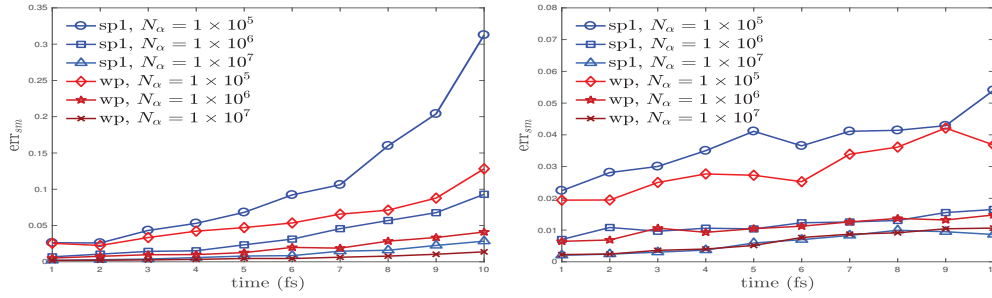 0.35
0.3
0.25
0.2
0.15
0.1
0.05
0
err_sm
sp1, N_α = 1 × 10^5
sp1, N_α = 1 × 10^6
sp1, N_α = 1 × 10^7
wp, N_α = 1 × 10^5
wp, N_α = 1 × 10^6
wp, N_α = 1 × 10^7
1 2 3 4 5 6 7 8 9 10
time (fs)
0.08
0.07
0.06
0.05
0.04
0.03
0.02
0.01
0
err_sm
sp1, N_α = 1 × 10^5
sp1, N_α = 1 × 10^6
sp1, N_α = 1 × 10^7
wp, N_α = 1 × 10^5
wp, N_α = 1 × 10^6
wp, N_α = 1 × 10^7
1 2 3 4 5 6 7 8 9
time (fs)